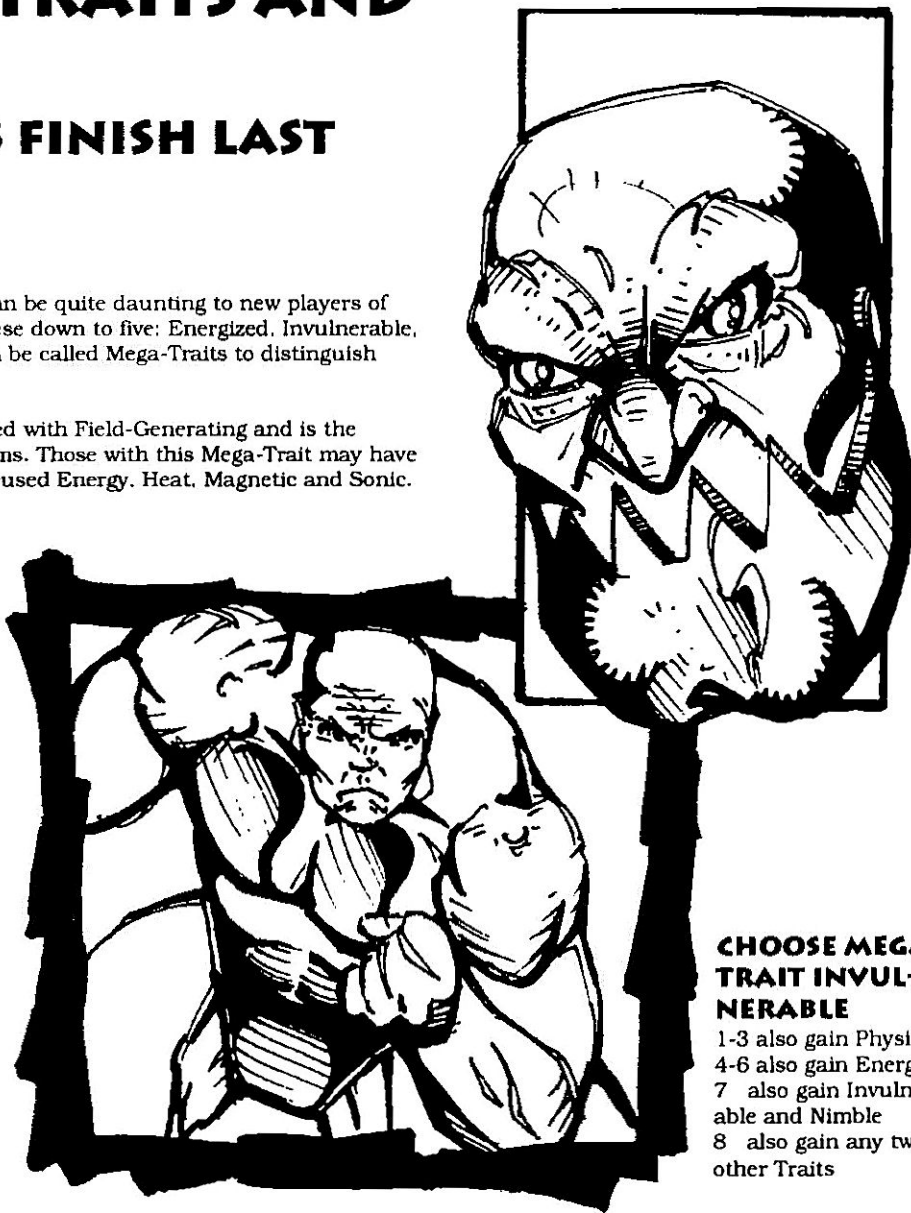 TRAITS AND
FINISH LAST
an be quite daunting to new players of
ese down to five: Energized, Invulnerable,
be called Mega-Traits to distinguish
ed with Field-Generating and is the
ns. Those with this Mega-Trait may have
used Energy. Heat, Magnetic and Sonic.
CHOOSE MEGA
TRAIT INVUL-
NERABLE
1-3 also gain Physi
4-6 also gain Energ
7 also gain Invuln
able and Nimble
8 also gain any tw
other Traits